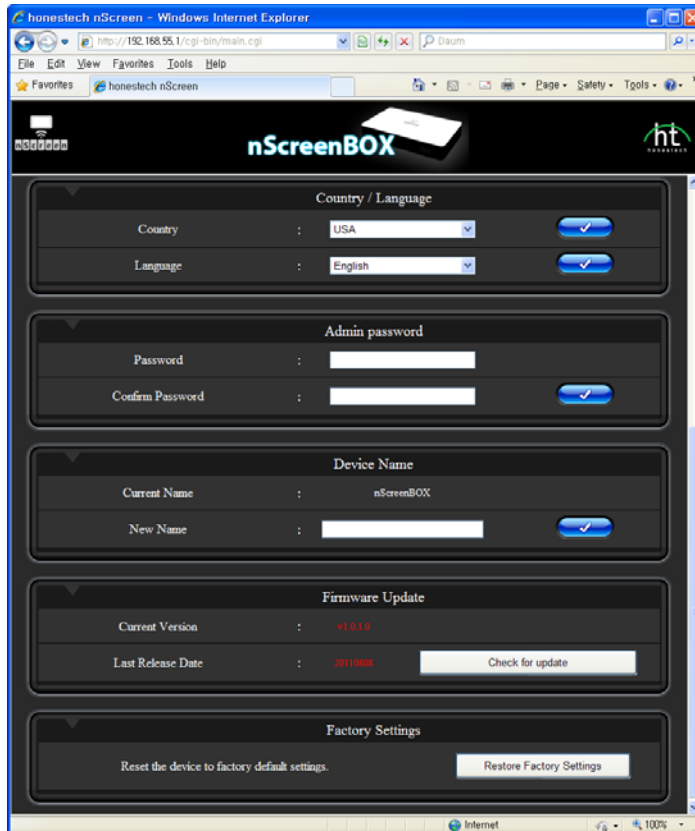 honestech nScreen - Windows Internet Explorer
http://192.168.55.1/cgi-bin/main.cgi Daum
File Edit View Favorites Tools Help
Favorites honestech nScreen Page Safety Tools
nScreen nScreenBOX ht
honestech
Country / Language
Country : USA
Language : English
Admin password
Password :
Confirm Password :
Device Name
Current Name : nScreenBOX
New Name :
Firmware Update
Current Version : v1.0.1.0
Last Release Date : Check for update
Factory Settings
Reset the device to factory default settings. Restore Factory Settings
Internet 100%